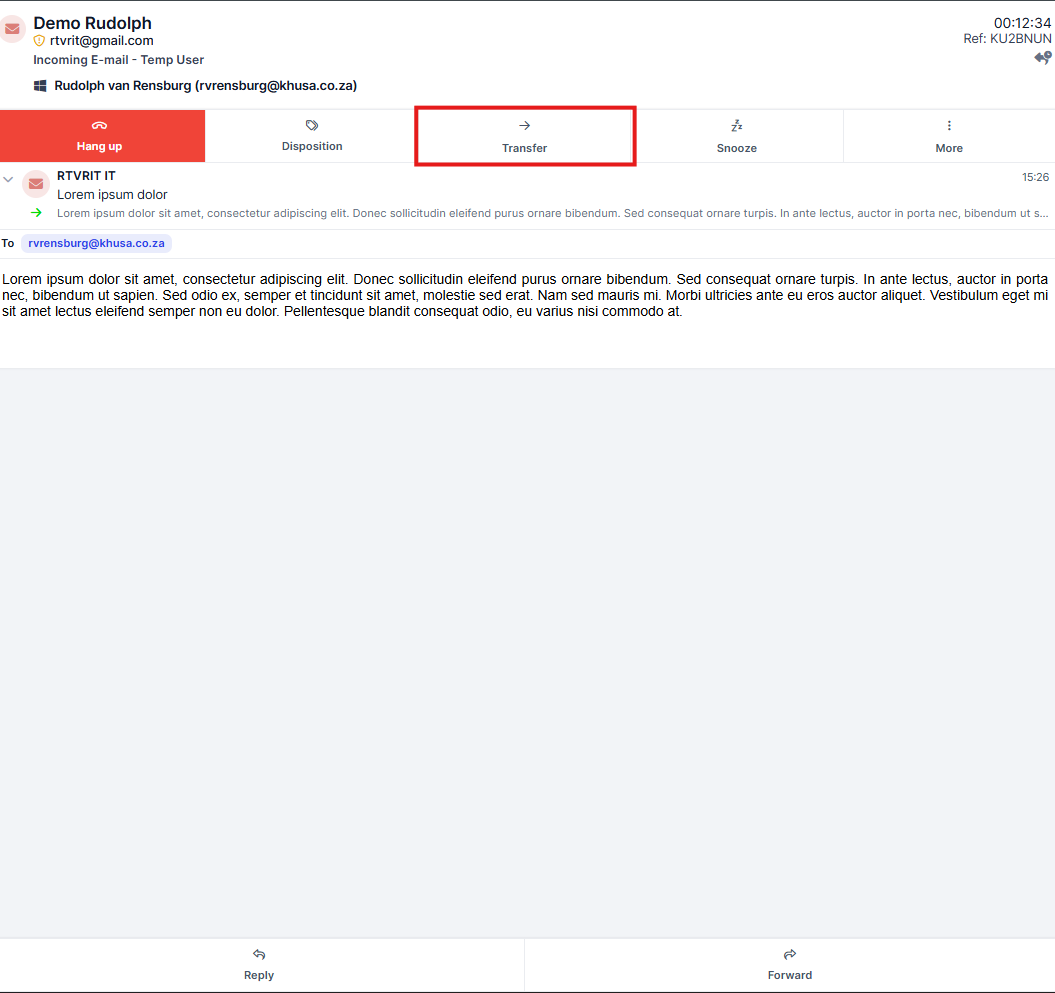 Demo Rudolph
00:12:34
rtvrit@gmail.com
Ref: KU2BNUN
Incoming E-mail - Temp User
Rudolph van Rensburg (rvrensburg@khusa.co.za)
Hang up
Disposition
Transfer
Snooze
More
RTVRIT IT
15:26
Lorem ipsum dolor
Lorem ipsum dolor sit amet, consectetur adipiscing elit. Donec sollicitudin eleifend purus ornare bibendum. Sed consequat ornare turpis. In ante lectus, auctor in porta nec, bibendum ut s...
To rvrensburg@khusa.co.za
Lorem ipsum dolor sit amet, consectetur adipiscing elit. Donec sollicitudin eleifend purus ornare bibendum. Sed consequat ornare turpis. In ante lectus, auctor in porta
nec, bibendum ut sapien. Sed odio ex, semper et tincidunt sit amet, molestie sed erat. Nam sed mauris mi. Morbi ultricies ante eu eros auctor aliquet. Vestibulum eget mi
sit amet lectus eleifend semper non eu dolor. Pellentesque blandit consequat odio, eu varius nisi commodo at.
Reply
Forward